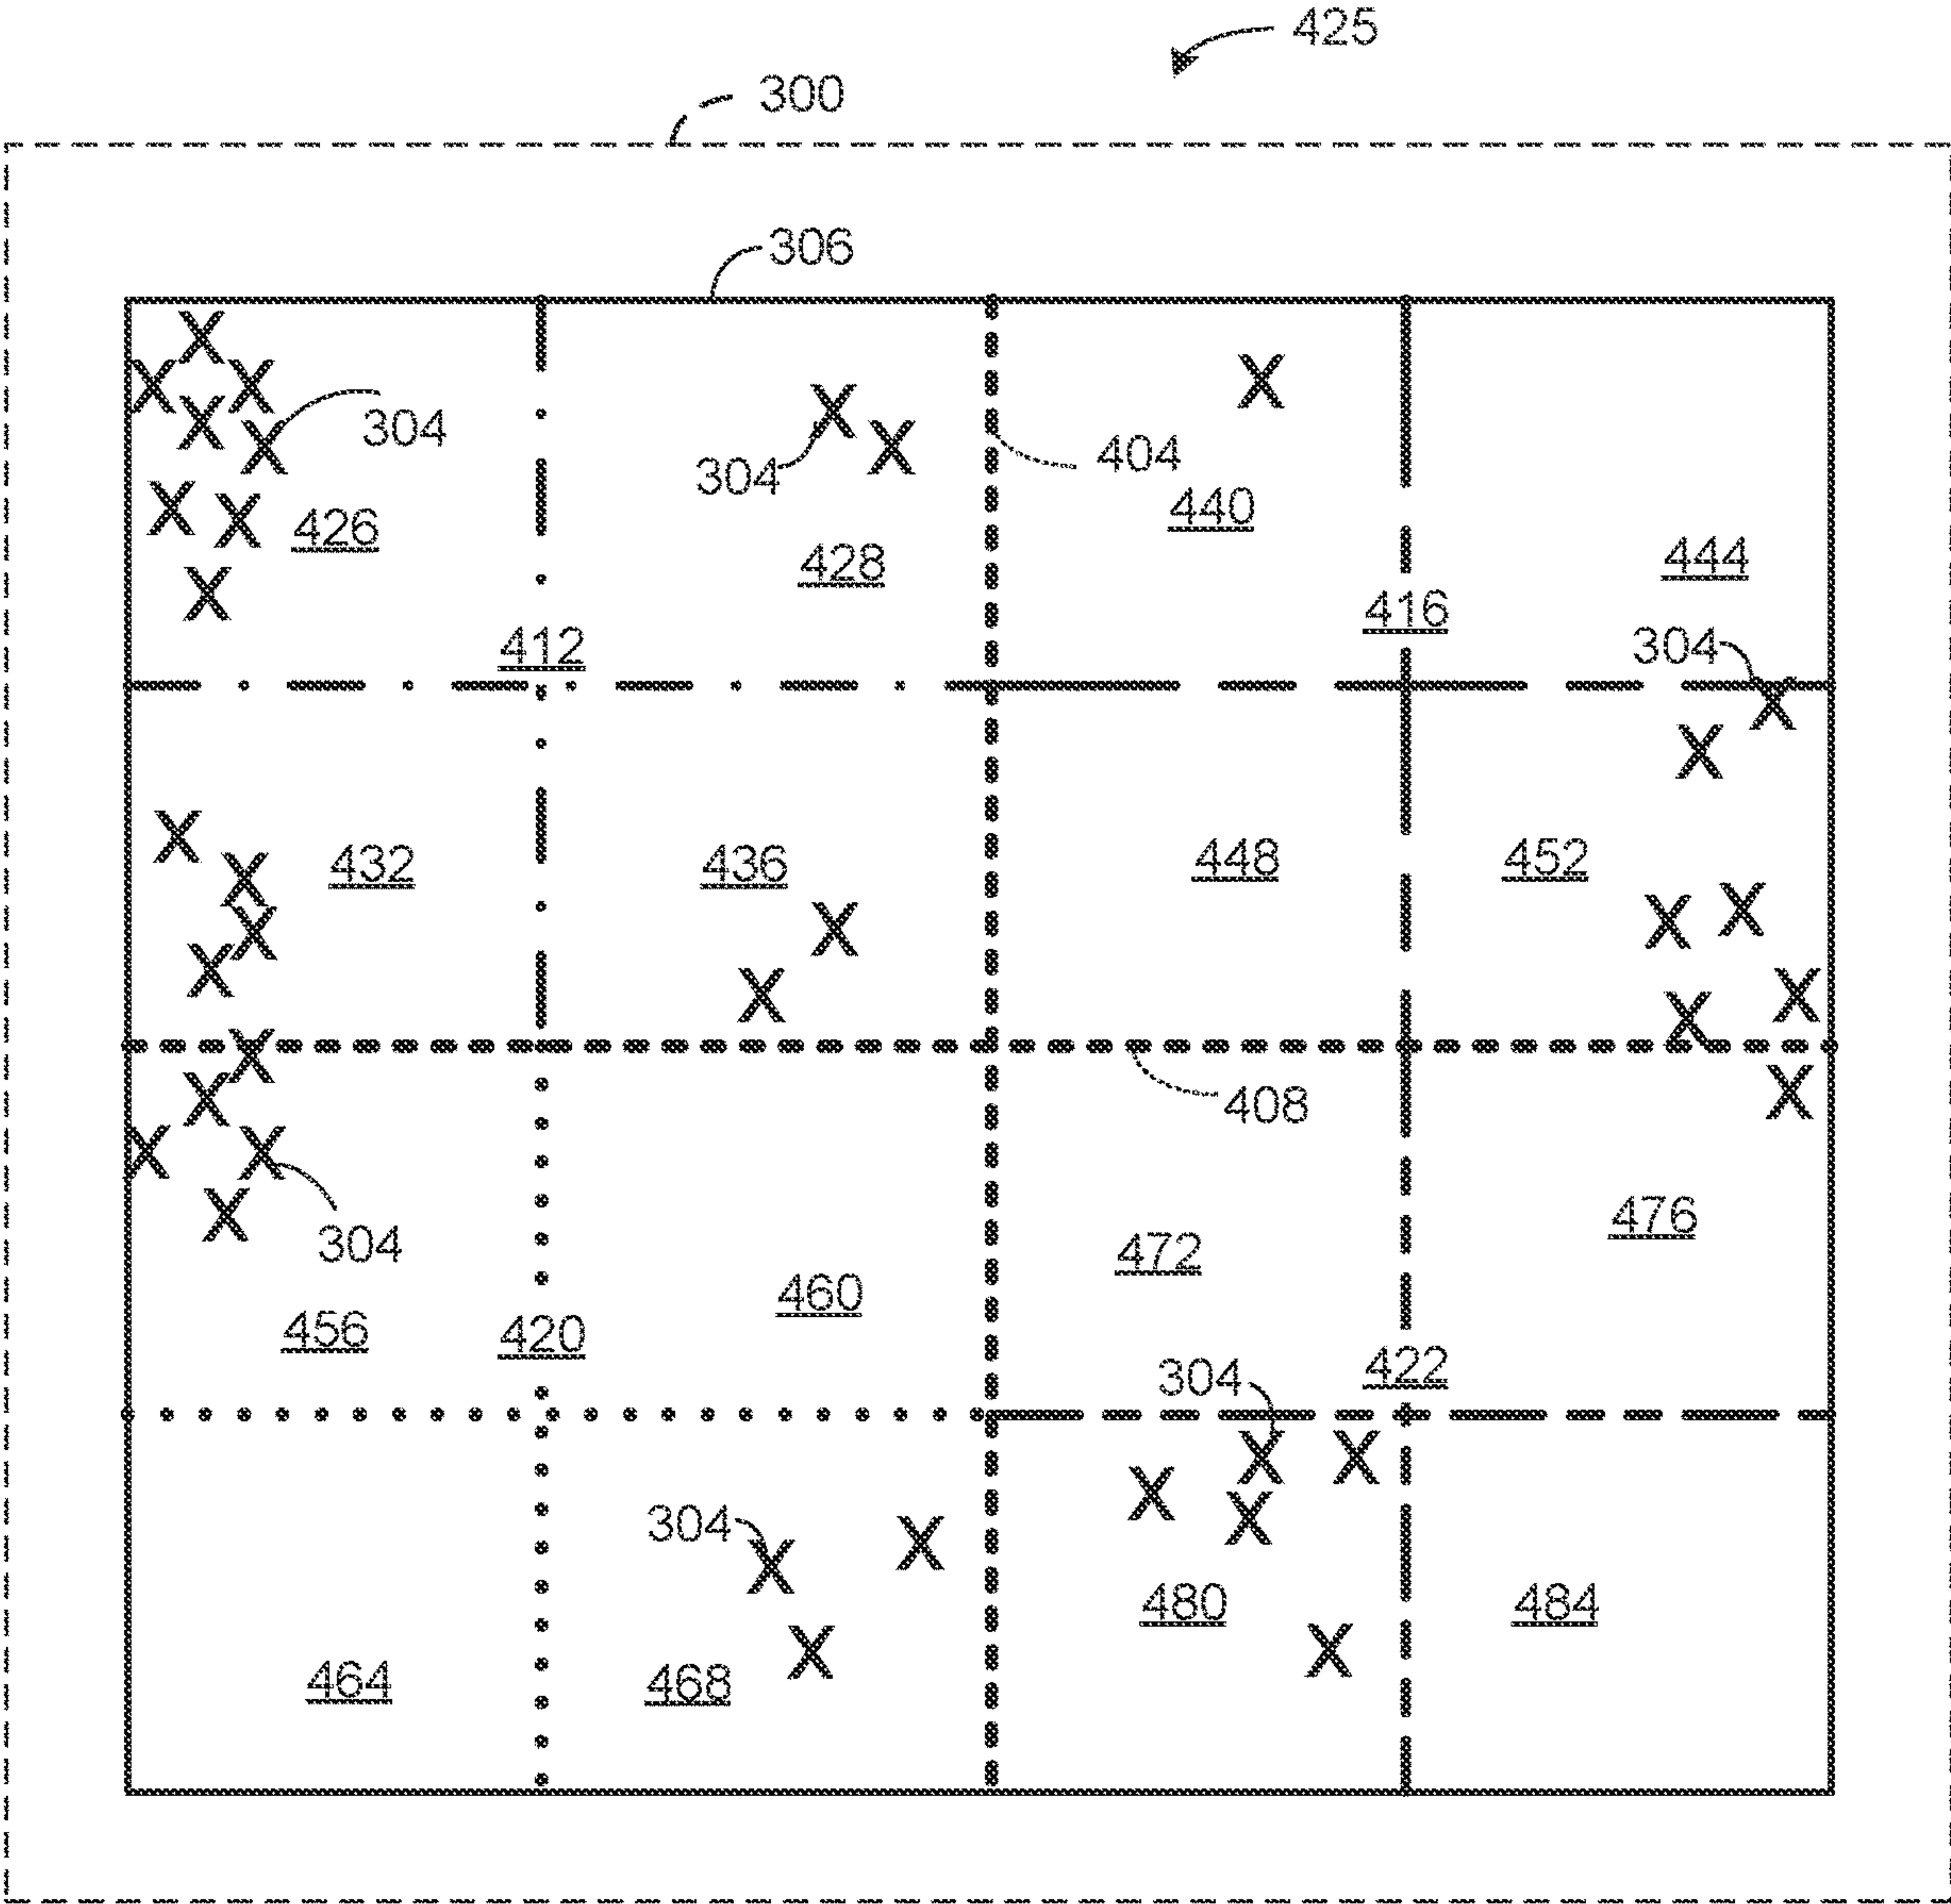 425
300
306
X
X X
X 304 X X
X 304 X 404
X X 426 440
428 444
X
412 416 304
X
X
X 432 436 448 452
X
X X X X
X X X X
X
X 408 X
X X
X 304 472 476
456 420 460
304 422
X X
304 X X X
X
480 484
464 468 X X